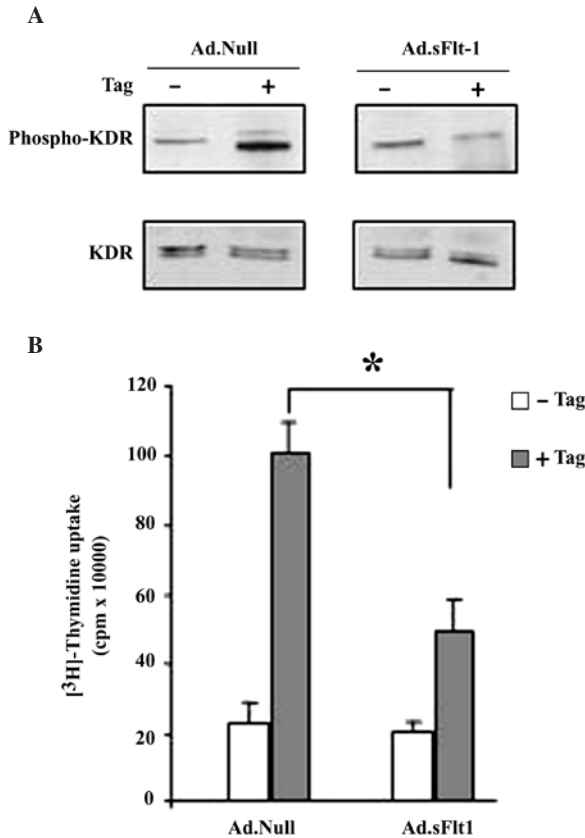 A
Ad.Null Ad.sFlt-1
Tag – + – +
Phospho-KDR
KDR
B
*
120
100
80
60
40
20
0
[3H]-Thymidine uptake
(cpm x 10000)
– Tag
+ Tag
Ad.Null Ad.sFlt1